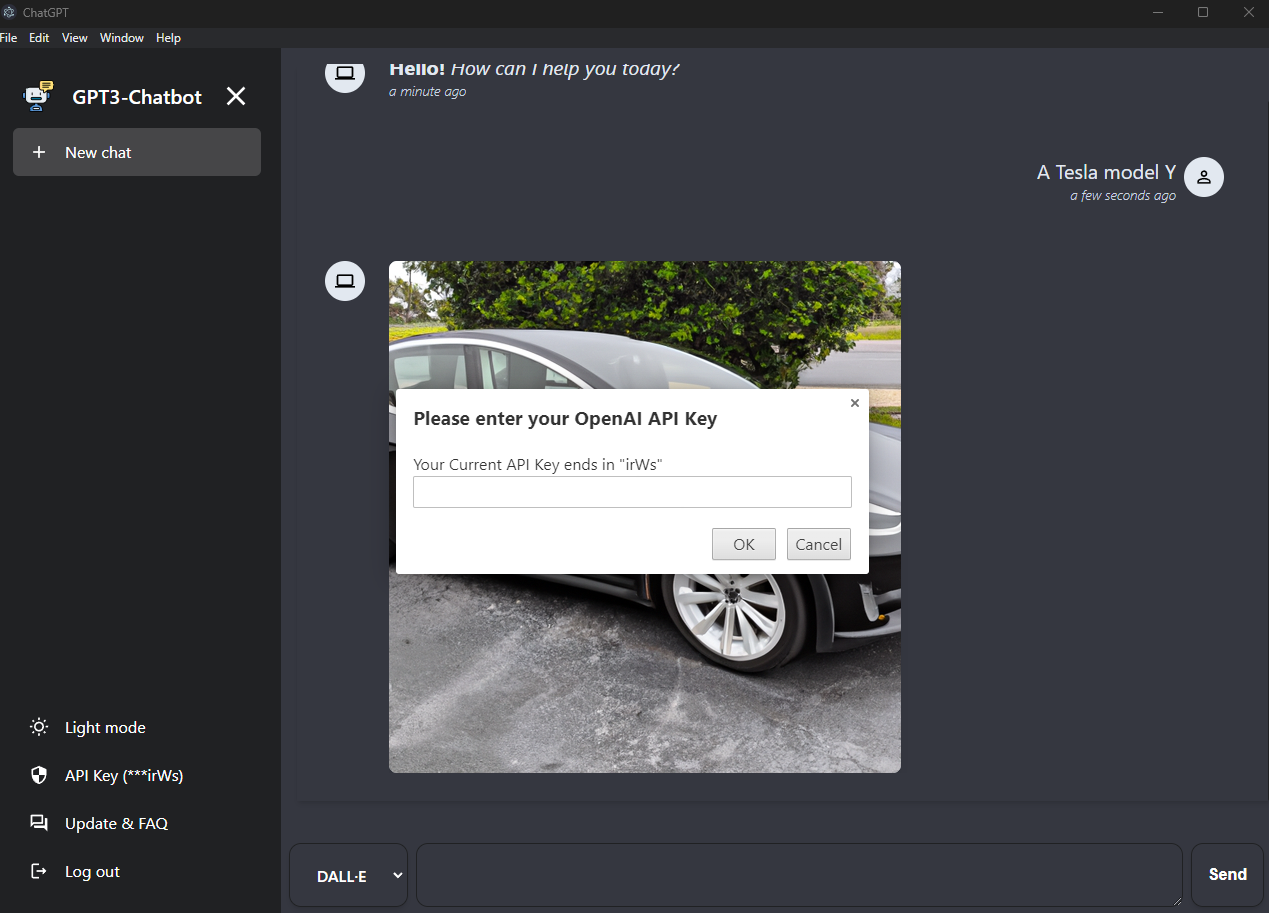 ChatGPT
File Edit View Window Help
GPT3-Chatbot
New chat
Hello! How can I help you today?
a minute ago
A Tesla model Y
a few seconds ago
Please enter your OpenAI API Key
Your Current API Key ends in "irWs"
OK Cancel
Light mode
API Key (***irWs)
Update & FAQ
Log out
DALL·E
Send